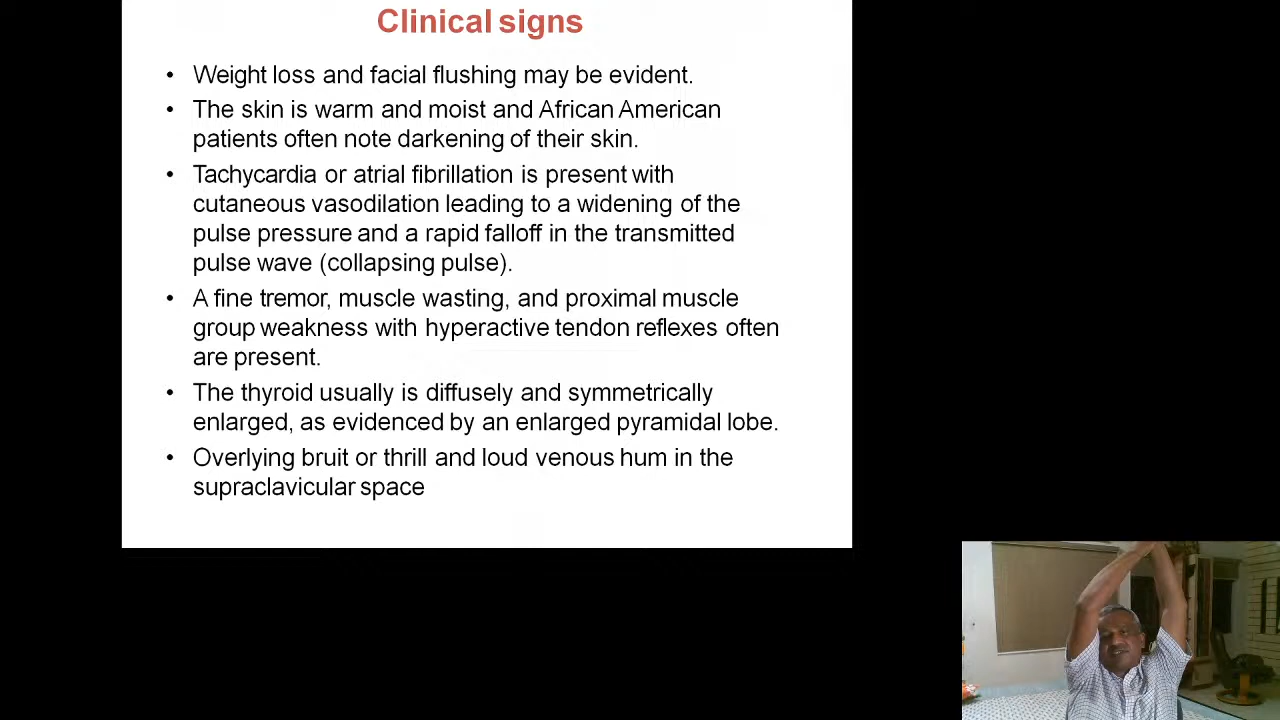 Clinical signs
• Weight loss and facial flushing may be evident.
• The skin is warm and moist and African American
patients often note darkening of their skin.
• Tachycardia or atrial fibrillation is present with
cutaneous vasodilation leading to a widening of the
pulse pressure and a rapid falloff in the transmitted
pulse wave (collapsing pulse).
• A fine tremor, muscle wasting, and proximal muscle
group weakness with hyperactive tendon reflexes often
are present.
• The thyroid usually is diffusely and symmetrically
enlarged, as evidenced by an enlarged pyramidal lobe.
• Overlying bruit or thrill and loud venous hum in the
supraclavicular space